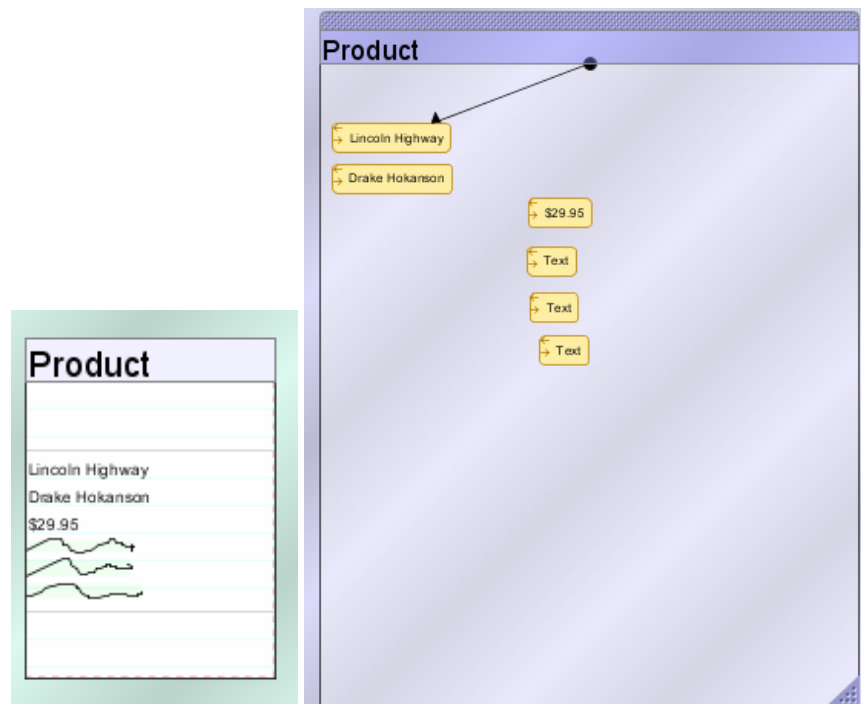 Product
Lincoln Highway
Drake Hokanson
$29.95
Product
Lincoln Highway
Drake Hokanson
$29.95
Text
Text
Text